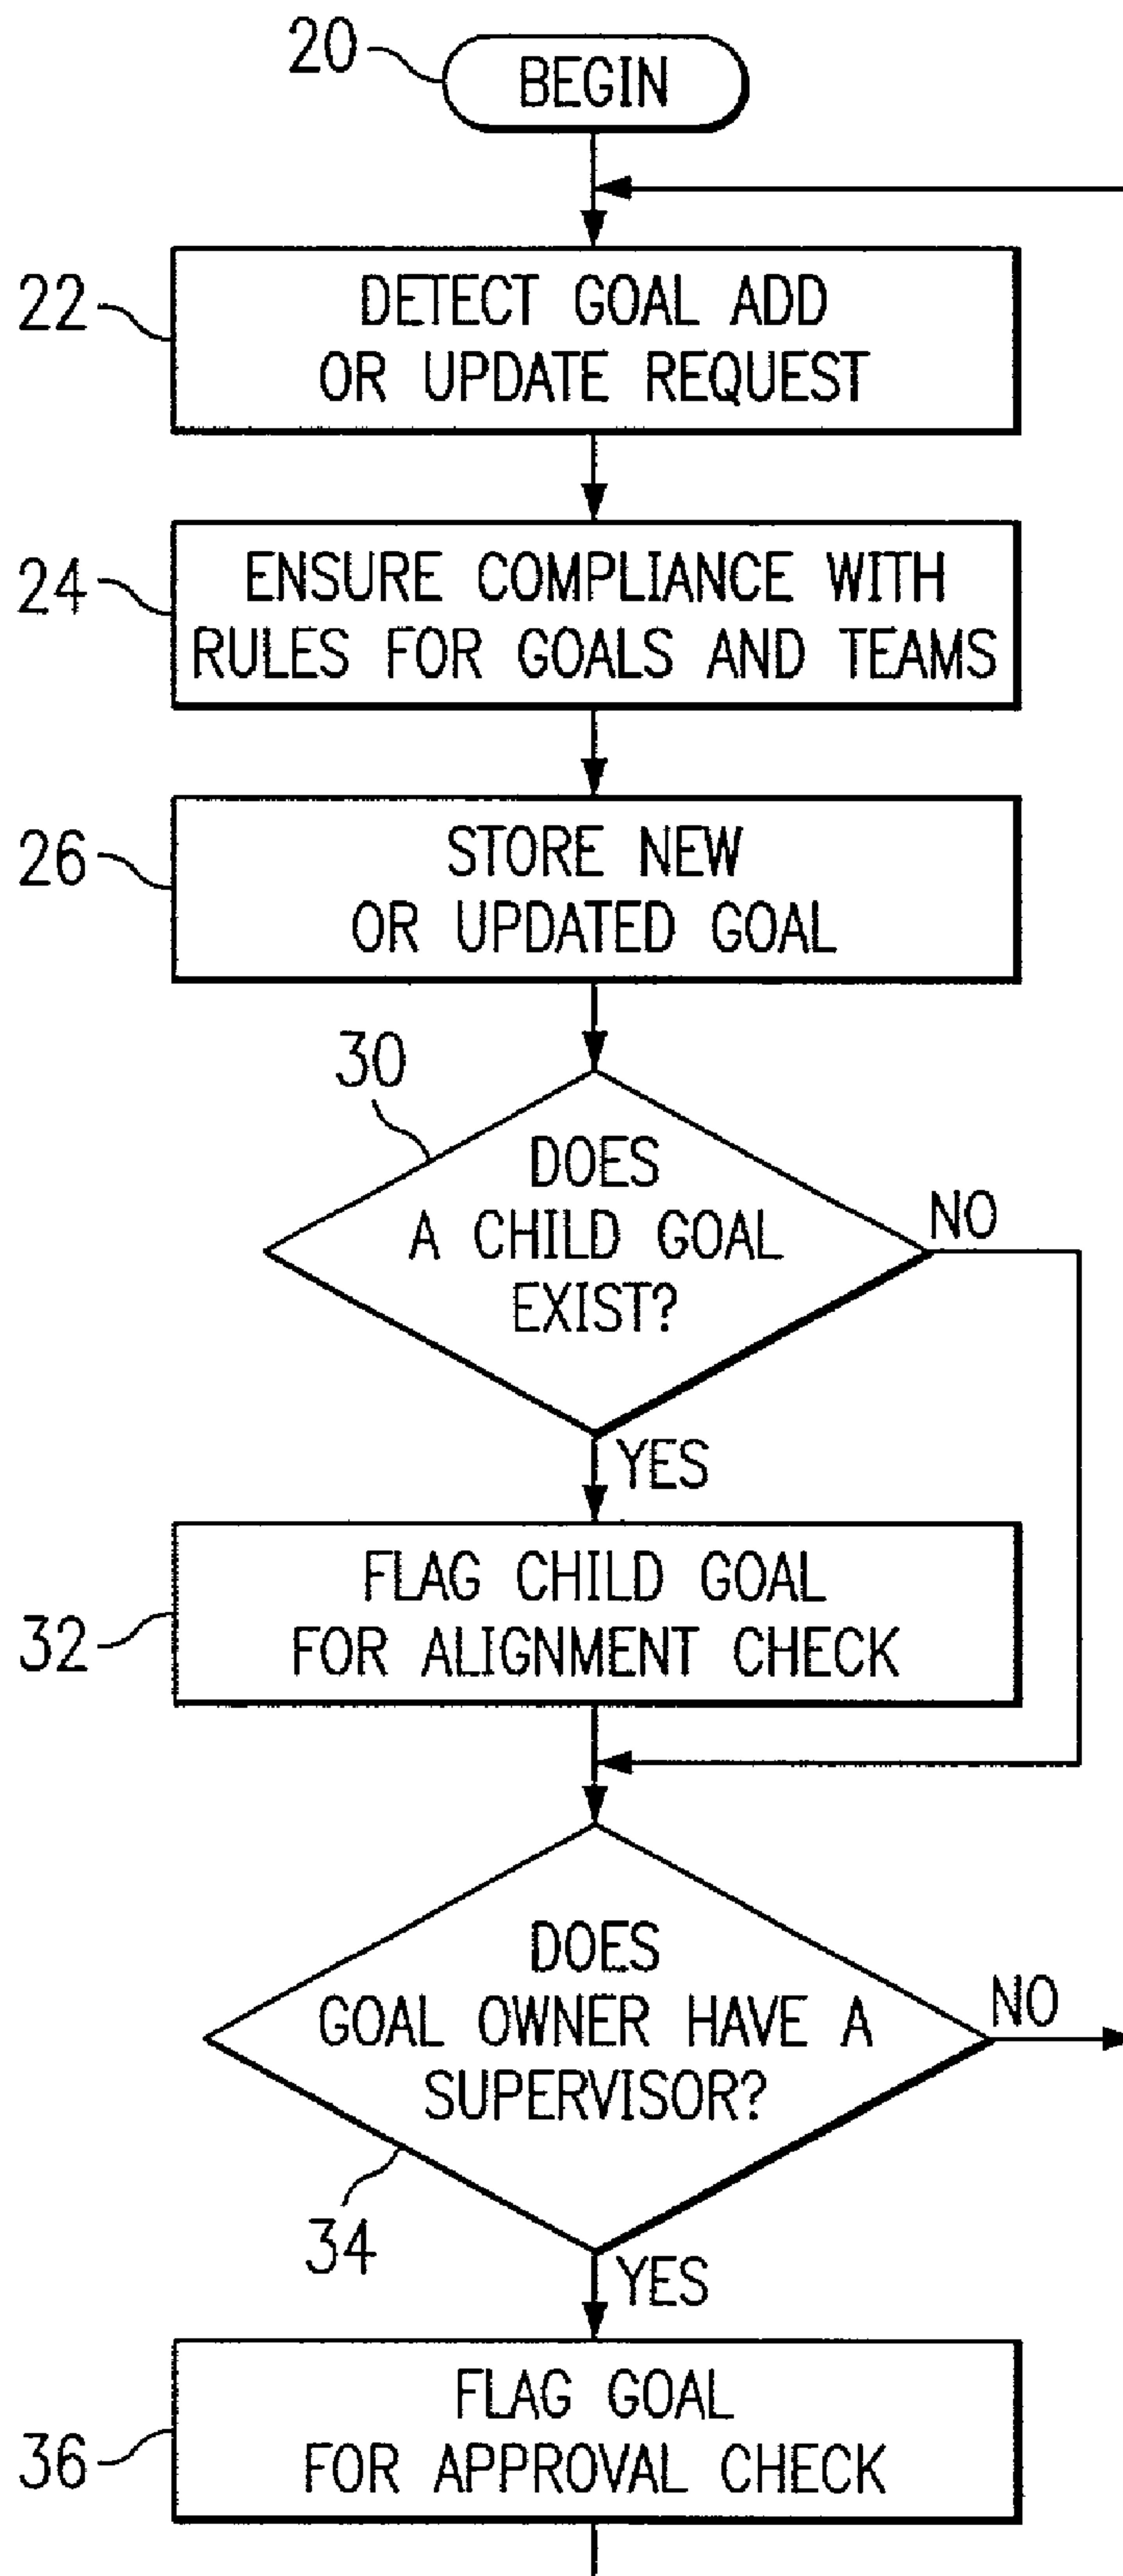 20
BEGIN
22
DETECT GOAL ADD
OR UPDATE REQUEST
24
ENSURE COMPLIANCE WITH
RULES FOR GOALS AND TEAMS
26
STORE NEW
OR UPDATED GOAL
30
DOES
A CHILD GOAL
EXIST?
NO
YES
32
FLAG CHILD GOAL
FOR ALIGNMENT CHECK
DOES
GOAL OWNER HAVE A
SUPERVISOR?
NO
34
YES
36
FLAG GOAL
FOR APPROVAL CHECK